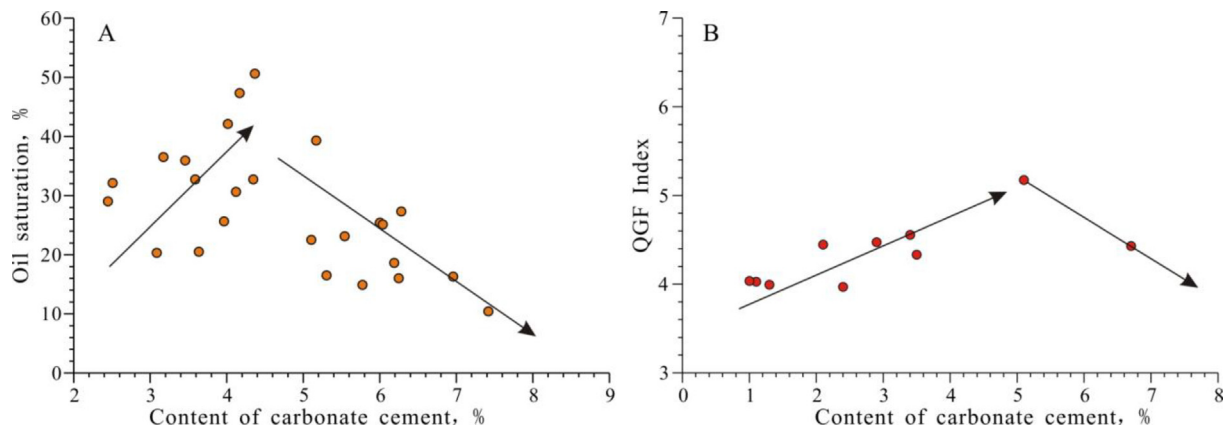 A
60
50
40
30
20
10
0
Oil saturation, %
2 3 4 5 6 7 8 9
Content of carbonate cement, %
B
7
6
5
4
3
QGF Index
0 1 2 3 4 5 6 7 8
Content of carbonate cement, %